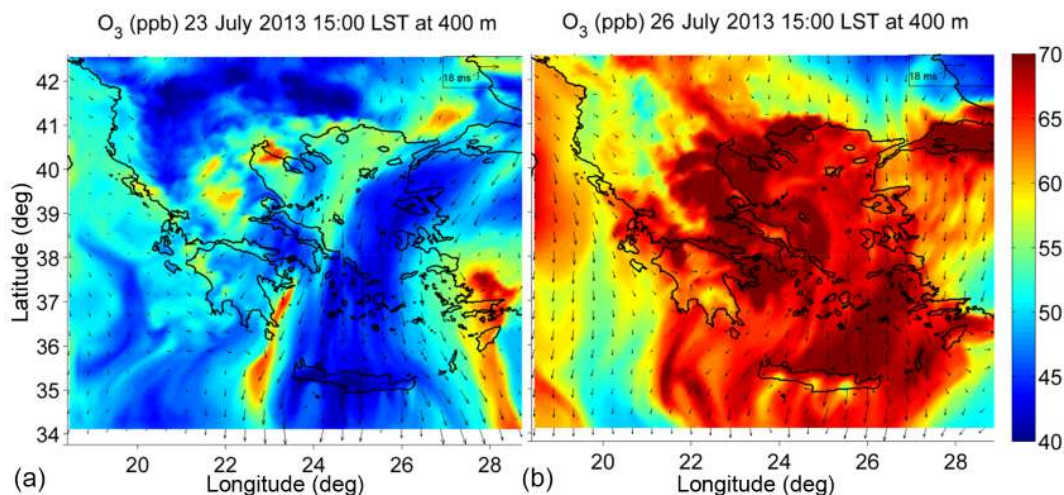 O3 (ppb) 23 July 2013 15:00 LST at 400 m
O3 (ppb) 26 July 2013 15:00 LST at 400 m
18 ms-1
18 ms-1
42
41
40
39
38
37
36
35
34
Latitude (deg)
20
22
24
26
28
20
22
24
26
28
70
65
60
55
50
45
40
(a)
Longitude (deg)
(b)
Longitude (deg)